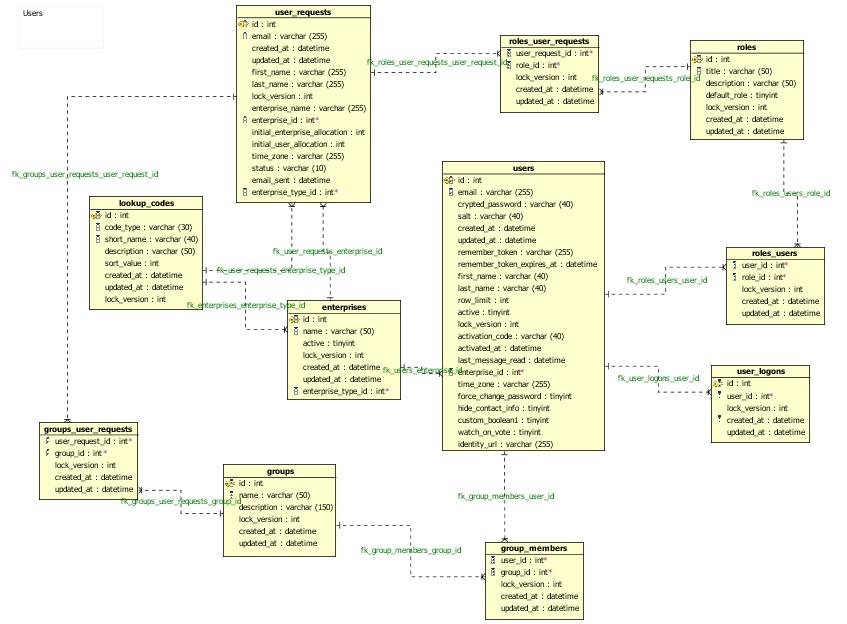 Users
user_requests
id : int
email : varchar (255)
created_at : datetime
updated_at : datetime
first_name : varchar (255)
last_name : varchar (255)
lock_version : int
enterprise_name : varchar (255)
enterprise_id : int*
initial_enterprise_allocation : int
initial_user_allocation : int
time_zone : varchar (255)
status : varchar (10)
email_sent : datetime
enterprise_type_id : int*
fk_roles_user_requests_user_request_id
roles_user_requests
user_request_id : int*
role_id : int*
lock_version : int
created_at : datetime
updated_at : datetime
fk_roles_user_requests_role_id
roles
id : int
title : varchar (50)
description : varchar (50)
default_role : tinyint
lock_version : int
created_at : datetime
updated_at : datetime
fk_groups_user_requests_user_request_id
fk_roles_users_role_id
lookup_codes
id : int
code_type : varchar (30)
short_name : varchar (40)
description : varchar (50)
sort_value : int
created_at : datetime
updated_at : datetime
lock_version : int
fk_user_requests_enterprise_id
fk_user_requests_enterprise_type_id
fk_enterprises_enterprise_type_id
users
id : int
email : varchar (255)
crypted_password : varchar (40)
salt : varchar (40)
created_at : datetime
updated_at : datetime
remember_token : varchar (255)
remember_token_expires_at : datetime
first_name : varchar (40)
last_name : varchar (40)
row_limit : int
active : tinyint
lock_version : int
activation_code : varchar (40)
activated_at : datetime
last_message_read : datetime
enterprise_id : int*
time_zone : varchar (255)
force_change_password : tinyint
hide_contact_info : tinyint
custom_boolean1 : tinyint
watch_on_vote : tinyint
identity_url : varchar (255)
roles_users
user_id : int*
role_id : int*
lock_version : int
created_at : datetime
updated_at : datetime
fk_roles_users_user_id
enterprises
id : int
name : varchar (50)
active : tinyint
lock_version : int
created_at : datetime
updated_at : datetime
enterprise_type_id : int*
fk_users_enterprise_id
fk_user_logons_user_id
user_logons
id : int
user_id : int*
lock_version : int
created_at : datetime
updated_at : datetime
groups_user_requests
user_request_id : int*
group_id : int*
lock_version : int
created_at : datetime
updated_at : datetime
fk_groups_user_requests_group_id
groups
id : int
name : varchar (50)
description : varchar (150)
lock_version : int
created_at : datetime
updated_at : datetime
fk_group_members_user_id
fk_group_members_group_id
group_members
user_id : int*
group_id : int*
lock_version : int
created_at : datetime
updated_at : datetime